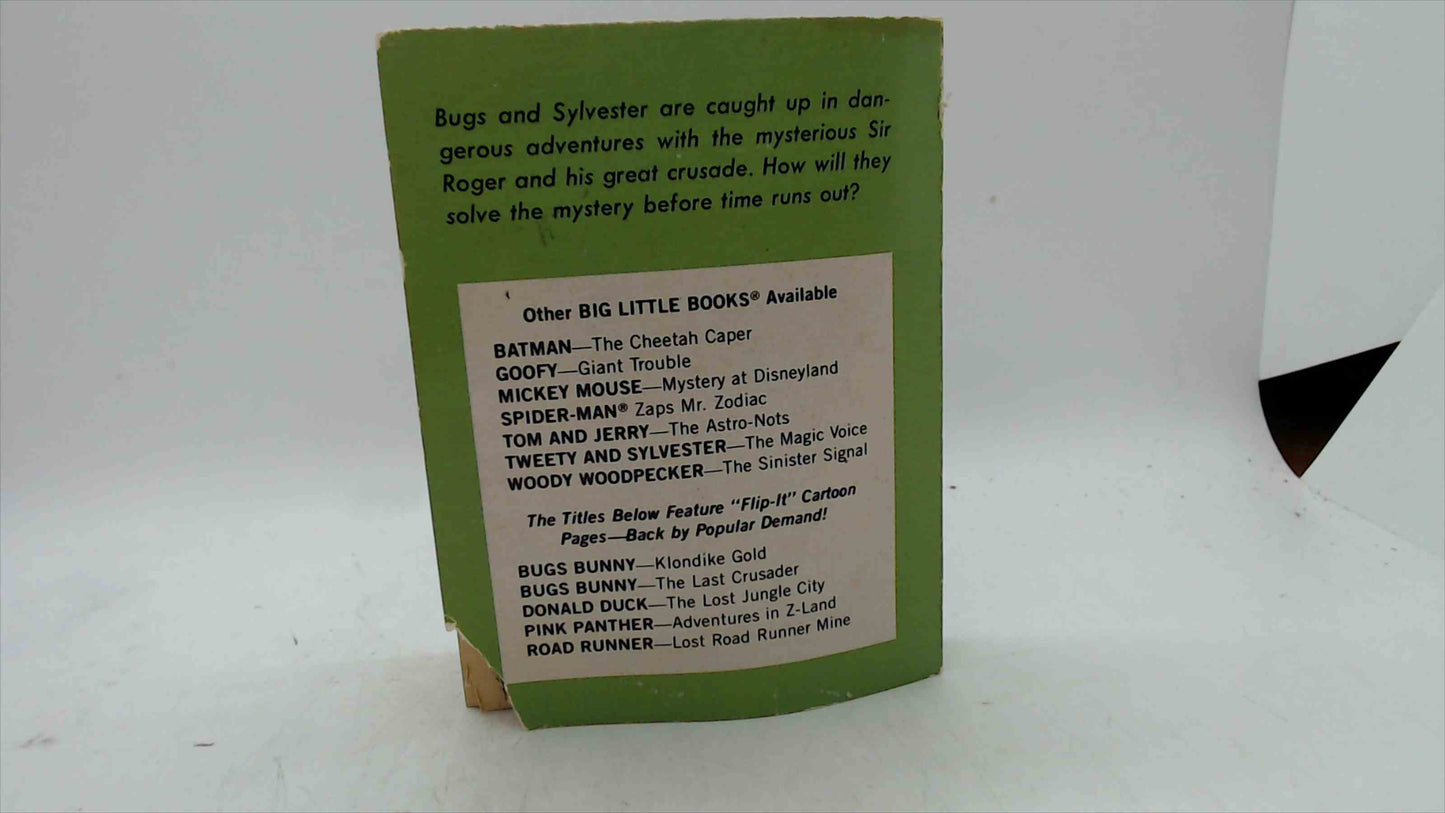 Bugs and Sylvester are caught up in dan-
gerous adventures with the mysterious Sir
Roger and his great crusade. How will they
solve the mystery before time runs out?
Other BIG LITTLE BOOKS® Available
BATMAN—The Cheetah Caper
GOOFY—Giant Trouble
MICKEY MOUSE—Mystery at Disneyland
SPIDER-MAN® Zaps Mr. Zodiac
TOM AND JERRY—The Astro-Nots
TWEETY AND SYLVESTER—The Magic Voice
WOODY WOODPECKER—The Sinister Signal
The Titles Below Feature "Flip-It" Cartoon
Pages—Back by Popular Demand!
BUGS BUNNY—Klondike Gold
BUGS BUNNY—The Last Crusader
DONALD DUCK—The Lost Jungle City
PINK PANTHER—Adventures in Z-Land
ROAD RUNNER—Lost Road Runner Mine